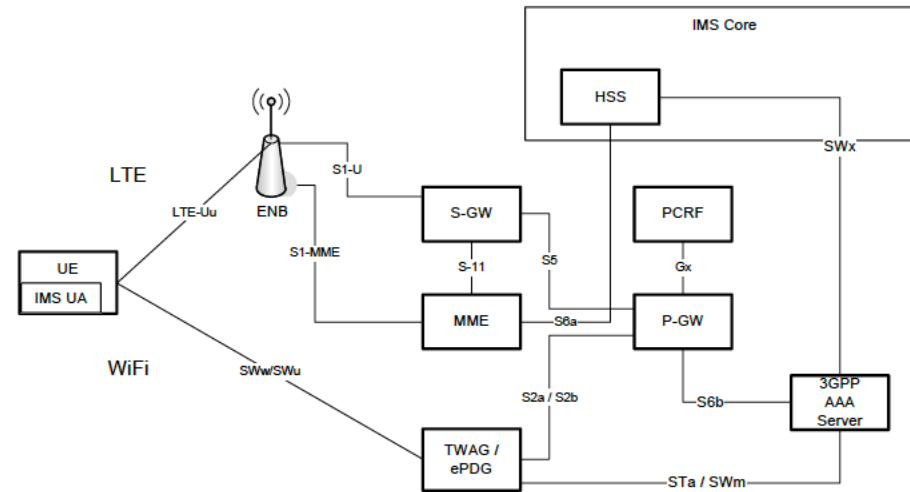 IMS Core
HSS
SWx
LTE
S1-U
LTE-Uu
ENB
S-GW
PCRF
S1-MME
S5
UE
S-11
Gx
IMS UA
MME
S6a
P-GW
WiFi
SWw/SWu
S2a / S2b
S6b
3GPP
AAA
Server
TWAG /
ePDG
STa / SWm